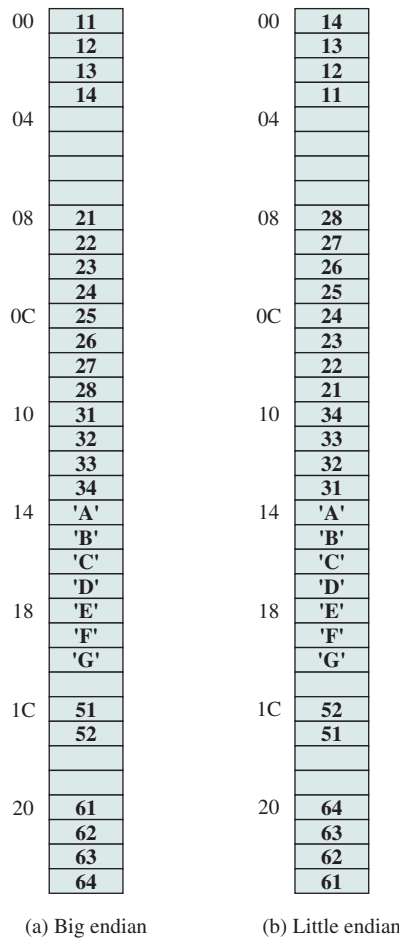 00 11 00 14
12 13
13 12
14 11
04 04
08 21 08 28
22 27
23 26
24 25
0C 25 0C 24
26 23
27 22
28 21
10 31 10 34
32 33
33 32
34 31
14 'A' 14 'A'
'B' 'B'
'C' 'C'
'D' 'D'
18 'E' 18 'E'
'F' 'F'
'G' 'G'
1C 51 1C 52
52 51
20 61 20 64
62 63
63 62
64 61
(a) Big endian (b) Little endian